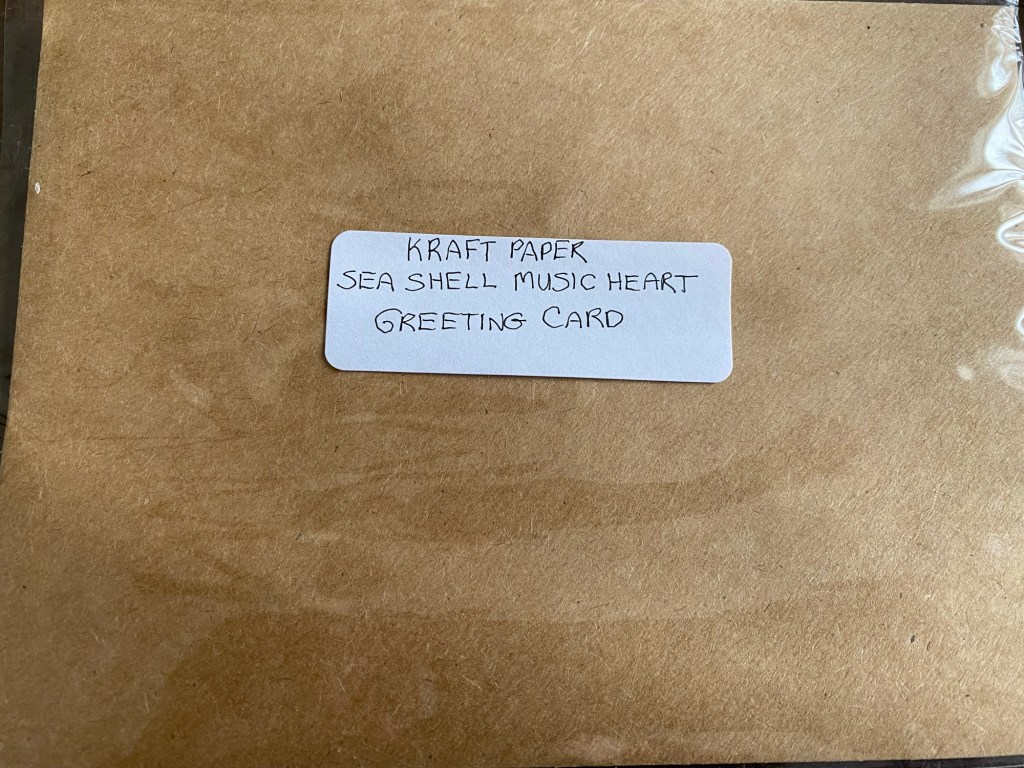 KRAFT PAPER
SEA SHELL MUSIC HEART
GREETING CARD